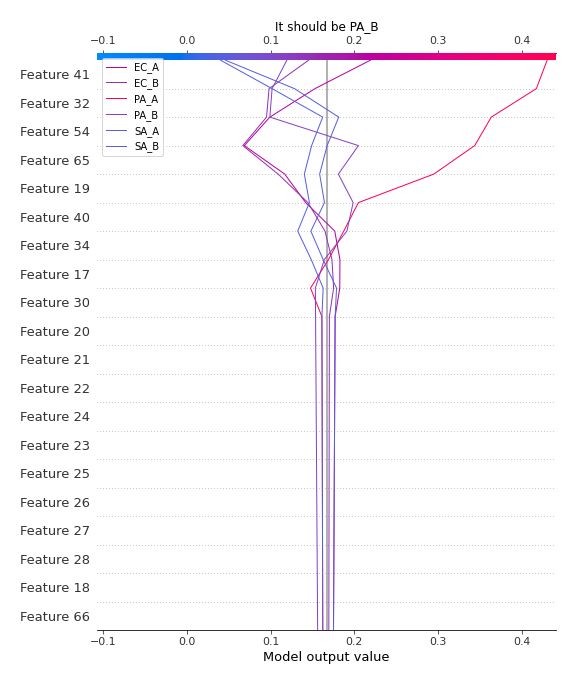 It should be PA_B
−0.1 0.0 0.1 0.2 0.3 0.4
EC_A
EC_B
PA_A
PA_B
SA_A
SA_B
Feature 41
Feature 32
Feature 54
Feature 65
Feature 19
Feature 40
Feature 34
Feature 17
Feature 30
Feature 20
Feature 21
Feature 22
Feature 24
Feature 23
Feature 25
Feature 26
Feature 27
Feature 28
Feature 18
Feature 66
−0.1 0.0 0.1 0.2 0.3 0.4
Model output value